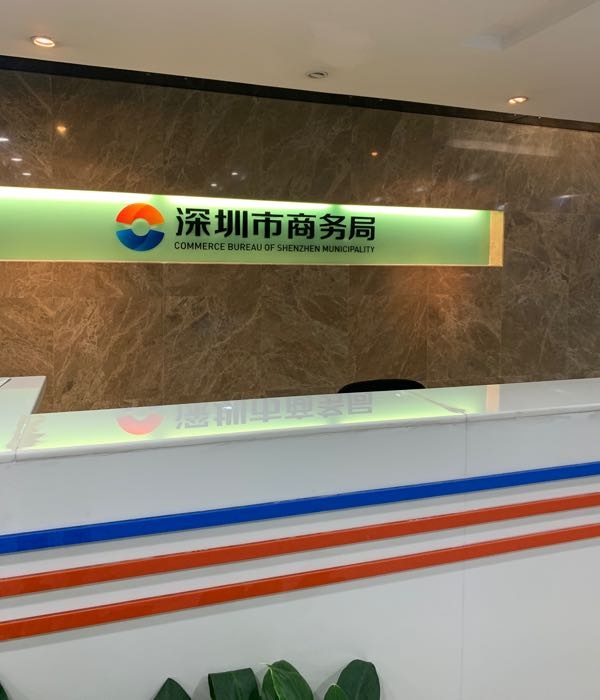 深圳市商务局
COMMERCE BUREAU OF SHENZHEN MUNICIPALITY